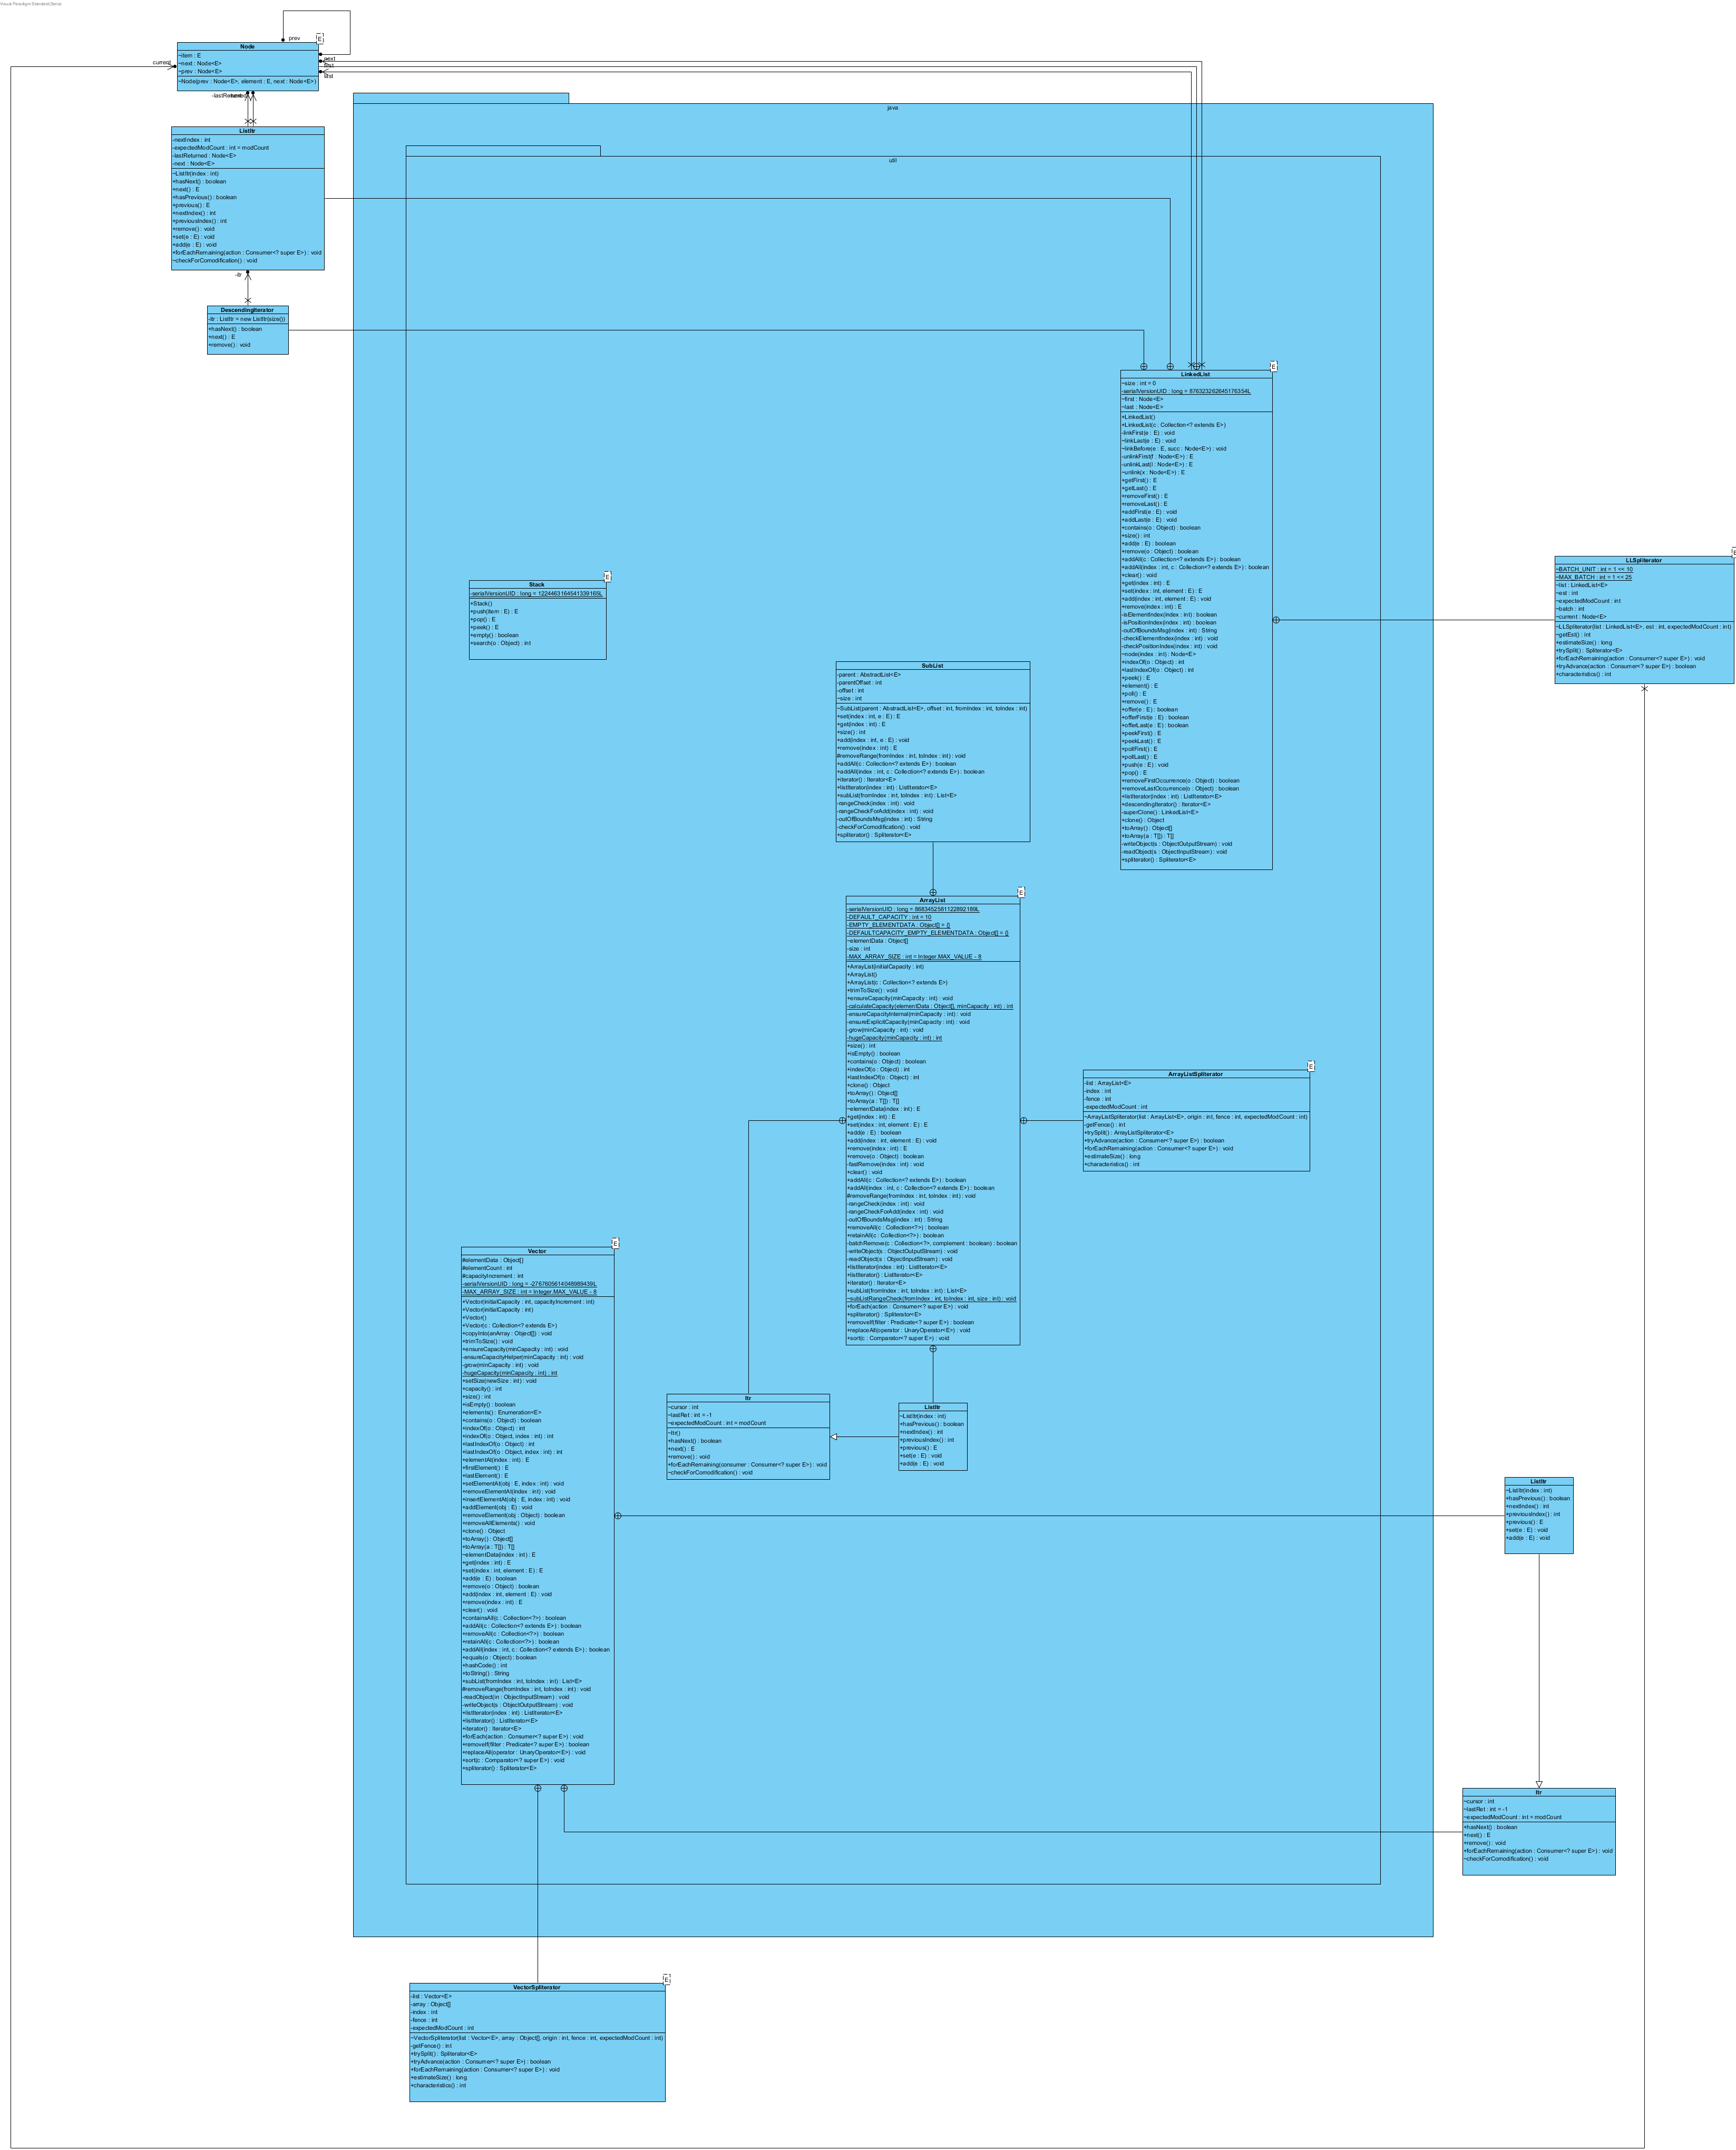 Visual Paradigm Standard
prev
E
Node
~item : E
~next : Node<E>
~prev : Node<E>
~Node(prev : Node<E>, element : E, next : Node<E>)
current
next
first
-lastReturned
java
util
ListItr
-nextIndex : int
-expectedModCount : int = modCount
-lastReturned : Node<E>
-next : Node<E>
~ListItr(index : int)
+hasNext() : boolean
+next() : E
+hasPrevious() : boolean
+previous() : E
+nextIndex() : int
+previousIndex() : int
+remove() : void
+set(e : E) : void
+add(e : E) : void
+forEachRemaining(action : Consumer<? super E>) : void
~checkForComodification() : void
-itr
DescendingIterator
-itr : ListItr = new ListItr(size())
+hasNext() : boolean
+next() : E
+remove() : void
E
LinkedList
~size : int = 0
-serialVersionUID : long = 876323262645176354L
~first : Node<E>
~last : Node<E>
+LinkedList()
+LinkedList(c : Collection<? extends E>)
-linkFirst(e : E) : void
~linkLast(e : E) : void
~linkBefore(e : E, succ : Node<E>) : void
-unlinkFirst(f : Node<E>) : E
-unlinkLast(l : Node<E>) : E
~unlink(x : Node<E>) : E
+getFirst() : E
+getLast() : E
+removeFirst() : E
+removeLast() : E
+addFirst(e : E) : void
+addLast(e : E) : void
+contains(o : Object) : boolean
+size() : int
+add(e : E) : boolean
+remove(o : Object) : boolean
+addAll(c : Collection<? extends E>) : boolean
+addAll(index : int, c : Collection<? extends E>) : boolean
+clear() : void
+get(index : int) : E
+set(index : int, element : E) : E
+add(index : int, element : E) : void
+remove(index : int) : E
-isElementIndex(index : int) : boolean
-isPositionIndex(index : int) : boolean
-outOfBoundsMsg(index : int) : String
-checkElementIndex(index : int) : void
-checkPositionIndex(index : int) : void
~node(index : int) : Node<E>
+indexOf(o : Object) : int
+lastIndexOf(o : Object) : int
+peek() : E
+element() : E
+poll() : E
+remove() : E
+offer(e : E) : boolean
+offerFirst(e : E) : boolean
+offerLast(e : E) : boolean
+peekFirst() : E
+peekLast() : E
+pollFirst() : E
+pollLast() : E
+push(e : E) : void
+pop() : E
+removeFirstOccurrence(o : Object) : boolean
+removeLastOccurrence(o : Object) : boolean
+listIterator(index : int) : ListIterator<E>
+descendingIterator() : Iterator<E>
-superClone() : LinkedList<E>
+clone() : Object
+toArray() : Object[]
+toArray(a : T[]) : T[]
-writeObject(s : ObjectOutputStream) : void
-readObject(s : ObjectInputStream) : void
+spliterator() : Spliterator<E>
LLSpliterator
~BATCH_UNIT : int = 1 << 10
~MAX_BATCH : int = 1 << 25
~list : LinkedList<E>
~est : int
~expectedModCount : int
~batch : int
~current : Node<E>
~LLSpliterator(list : LinkedList<E>, est : int, expectedModCount : int)
~getEst() : int
+estimateSize() : long
+trySplit() : Spliterator<E>
+forEachRemaining(action : Consumer<? super E>) : void
+tryAdvance(action : Consumer<? super E>) : boolean
+characteristics() : int
E
Stack
-serialVersionUID : long = 1224463164541339165L
+Stack()
+push(item : E) : E
+pop() : E
+peek() : E
+empty() : boolean
+search(o : Object) : int
SubList
-parent : AbstractList<E>
-parentOffset : int
-offset : int
~size : int
~SubList(parent : AbstractList<E>, offset : int, fromIndex : int, toIndex : int)
+set(index : int, e : E) : E
+get(index : int) : E
+size() : int
+add(index : int, e : E) : void
+remove(index : int) : E
#removeRange(fromIndex : int, toIndex : int) : void
+addAll(c : Collection<? extends E>) : boolean
+addAll(index : int, c : Collection<? extends E>) : boolean
+iterator() : Iterator<E>
+listIterator(index : int) : ListIterator<E>
+subList(fromIndex : int, toIndex : int) : List<E>
-rangeCheck(index : int) : void
-rangeCheckForAdd(index : int) : void
-outOfBoundsMsg(index : int) : String
-checkForComodification() : void
+spliterator() : Spliterator<E>
E
ArrayList
-serialVersionUID : long = 8683452581122892189L
-DEFAULT_CAPACITY : int = 10
-EMPTY_ELEMENTDATA : Object[] = {}
-DEFAULTCAPACITY_EMPTY_ELEMENTDATA : Object[] = {}
~elementData : Object[]
-size : int
-MAX_ARRAY_SIZE : int = Integer.MAX_VALUE - 8
+ArrayList(initialCapacity : int)
+ArrayList()
+ArrayList(c : Collection<? extends E>)
+trimToSize() : void
+ensureCapacity(minCapacity : int) : void
-calculateCapacity(elementData : Object[], minCapacity : int) : int
-ensureCapacityInternal(minCapacity : int) : void
-ensureExplicitCapacity(minCapacity : int) : void
-grow(minCapacity : int) : void
-hugeCapacity(minCapacity : int) : int
+size() : int
+isEmpty() : boolean
+contains(o : Object) : boolean
+indexOf(o : Object) : int
+lastIndexOf(o : Object) : int
+clone() : Object
+toArray() : Object[]
+toArray(a : T[]) : T[]
~elementData(index : int) : E
+get(index : int) : E
+set(index : int, element : E) : E
+add(e : E) : boolean
+add(index : int, element : E) : void
+remove(index : int) : E
+remove(o : Object) : boolean
-fastRemove(index : int) : void
+clear() : void
+addAll(c : Collection<? extends E>) : boolean
+addAll(index : int, c : Collection<? extends E>) : boolean
#removeRange(fromIndex : int, toIndex : int) : void
-rangeCheck(index : int) : void
-rangeCheckForAdd(index : int) : void
-outOfBoundsMsg(index : int) : String
+removeAll(c : Collection<?>) : boolean
+retainAll(c : Collection<?>) : boolean
-batchRemove(c : Collection<?>, complement : boolean) : boolean
-writeObject(s : ObjectOutputStream) : void
-readObject(s : ObjectInputStream) : void
+listIterator(index : int) : ListIterator<E>
+listIterator() : ListIterator<E>
+iterator() : Iterator<E>
+subList(fromIndex : int, toIndex : int) : List<E>
~subListRangeCheck(fromIndex : int, toIndex : int, size : int) : void
+forEach(action : Consumer<? super E>) : void
+spliterator() : Spliterator<E>
+removeIf(filter : Predicate<? super E>) : boolean
+replaceAll(operator : UnaryOperator<E>) : void
+sort(c : Comparator<? super E>) : void
E
ArrayListSpliterator
-list : ArrayList<E>
-index : int
-fence : int
-expectedModCount : int
~ArrayListSpliterator(list : ArrayList<E>, origin : int, fence : int, expectedModCount : int)
-getFence() : int
+trySplit() : ArrayListSpliterator<E>
+tryAdvance(action : Consumer<? super E>) : boolean
+forEachRemaining(action : Consumer<? super E>) : void
+estimateSize() : long
+characteristics() : int
E
Vector
#elementData : Object[]
#elementCount : int
#capacityIncrement : int
-serialVersionUID : long = -2767605614048989439L
-MAX_ARRAY_SIZE : int = Integer.MAX_VALUE - 8
+Vector(initialCapacity : int, capacityIncrement : int)
+Vector(initialCapacity : int)
+Vector()
+Vector(c : Collection<? extends E>)
+copyInto(anArray : Object[]) : void
+trimToSize() : void
+ensureCapacity(minCapacity : int) : void
-ensureCapacityHelper(minCapacity : int) : void
-grow(minCapacity : int) : void
-hugeCapacity(minCapacity : int) : int
+setSize(newSize : int) : void
+capacity() : int
+size() : int
+isEmpty() : boolean
+elements() : Enumeration<E>
+contains(o : Object) : boolean
+indexOf(o : Object) : int
+indexOf(o : Object, index : int) : int
+lastIndexOf(o : Object) : int
+lastIndexOf(o : Object, index : int) : int
+elementAt(index : int) : E
+firstElement() : E
+lastElement() : E
+setElementAt(obj : E, index : int) : void
+removeElementAt(index : int) : void
+insertElementAt(obj : E, index : int) : void
+addElement(obj : E) : void
+removeElement(obj : Object) : boolean
+removeAllElements() : void
+clone() : Object
+toArray() : Object[]
+toArray(a : T[]) : T[]
~elementData(index : int) : E
+get(index : int) : E
+set(index : int, element : E) : E
+add(e : E) : boolean
+remove(o : Object) : boolean
+add(index : int, element : E) : void
+remove(index : int) : E
+clear() : void
+containsAll(c : Collection<?>) : boolean
+addAll(c : Collection<? extends E>) : boolean
+removeAll(c : Collection<?>) : boolean
+retainAll(c : Collection<?>) : boolean
+addAll(index : int, c : Collection<? extends E>) : boolean
+equals(o : Object) : boolean
+hashCode() : int
+toString() : String
+subList(fromIndex : int, toIndex : int) : List<E>
#removeRange(fromIndex : int, toIndex : int) : void
-readObject(in : ObjectInputStream) : void
-writeObject(s : ObjectOutputStream) : void
+listIterator(index : int) : ListIterator<E>
+listIterator() : ListIterator<E>
+iterator() : Iterator<E>
+forEach(action : Consumer<? super E>) : void
+removeIf(filter : Predicate<? super E>) : boolean
+replaceAll(operator : UnaryOperator<E>) : void
+sort(c : Comparator<? super E>) : void
+spliterator() : Spliterator<E>
Itr
~cursor : int
~lastRet : int = -1
~expectedModCount : int = modCount
~Itr()
+hasNext() : boolean
+next() : E
+remove() : void
+forEachRemaining(consumer : Consumer<? super E>) : void
~checkForComodification() : void
ListItr
~ListItr(index : int)
+hasPrevious() : boolean
+nextIndex() : int
+previousIndex() : int
+previous() : E
+set(e : E) : void
+add(e : E) : void
ListItr
~ListItr(index : int)
+hasPrevious() : boolean
+nextIndex() : int
+previousIndex() : int
+previous() : E
+set(e : E) : void
+add(e : E) : void
Itr
~cursor : int
~lastRet : int = -1
~expectedModCount : int = modCount
+hasNext() : boolean
+next() : E
+remove() : void
+forEachRemaining(action : Consumer<? super E>) : void
~checkForComodification() : void
E
VectorSpliterator
-list : Vector<E>
-array : Object[]
-index : int
-fence : int
-expectedModCount : int
~VectorSpliterator(list : Vector<E>, array : Object[], origin : int, fence : int, expectedModCount : int)
-getFence() : int
+trySplit() : Spliterator<E>
+tryAdvance(action : Consumer<? super E>) : boolean
+forEachRemaining(action : Consumer<? super E>) : void
+estimateSize() : long
+characteristics() : int